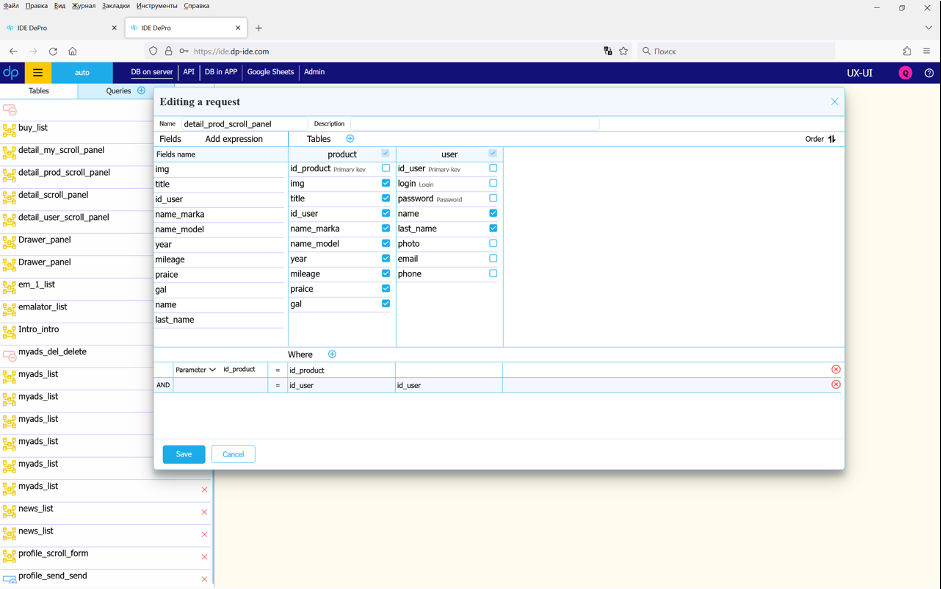 Файл Правка Вид Журнал Закладки Инструменты Справка
IDE DePro
IDE DePro
https://ide.dp-ide.com
Поиск
dp auto DB on server API DB in APP Google Sheets Admin UX-UI Q
Tables Queries
buy_list
detail_my_scroll_panel
detail_prod_scroll_panel
detail_scroll_panel
detail_user_scroll_panel
Drawer_panel
Drawer_panel
em_1_list
emalator_list
Intro_intro
myads_del_delete
myads_list
myads_list
myads_list
myads_list
myads_list
myads_list
news_list
news_list
profile_scroll_form
profile_send_send
Editing a request
Name detail_prod_scroll_panel Description
Fields Add expression Tables Order
Fields name
img
title
id_user
name_marka
name_model
year
mileage
praice
gal
name
last_name
product
id_product Primary key
img
title
id_user
name_marka
name_model
year
mileage
praice
gal
user
id_user Primary key
login Login
password Password
name
last_name
photo
email
phone
Where
Parameter id_product = id_product
AND = id_user id_user
Save Cancel